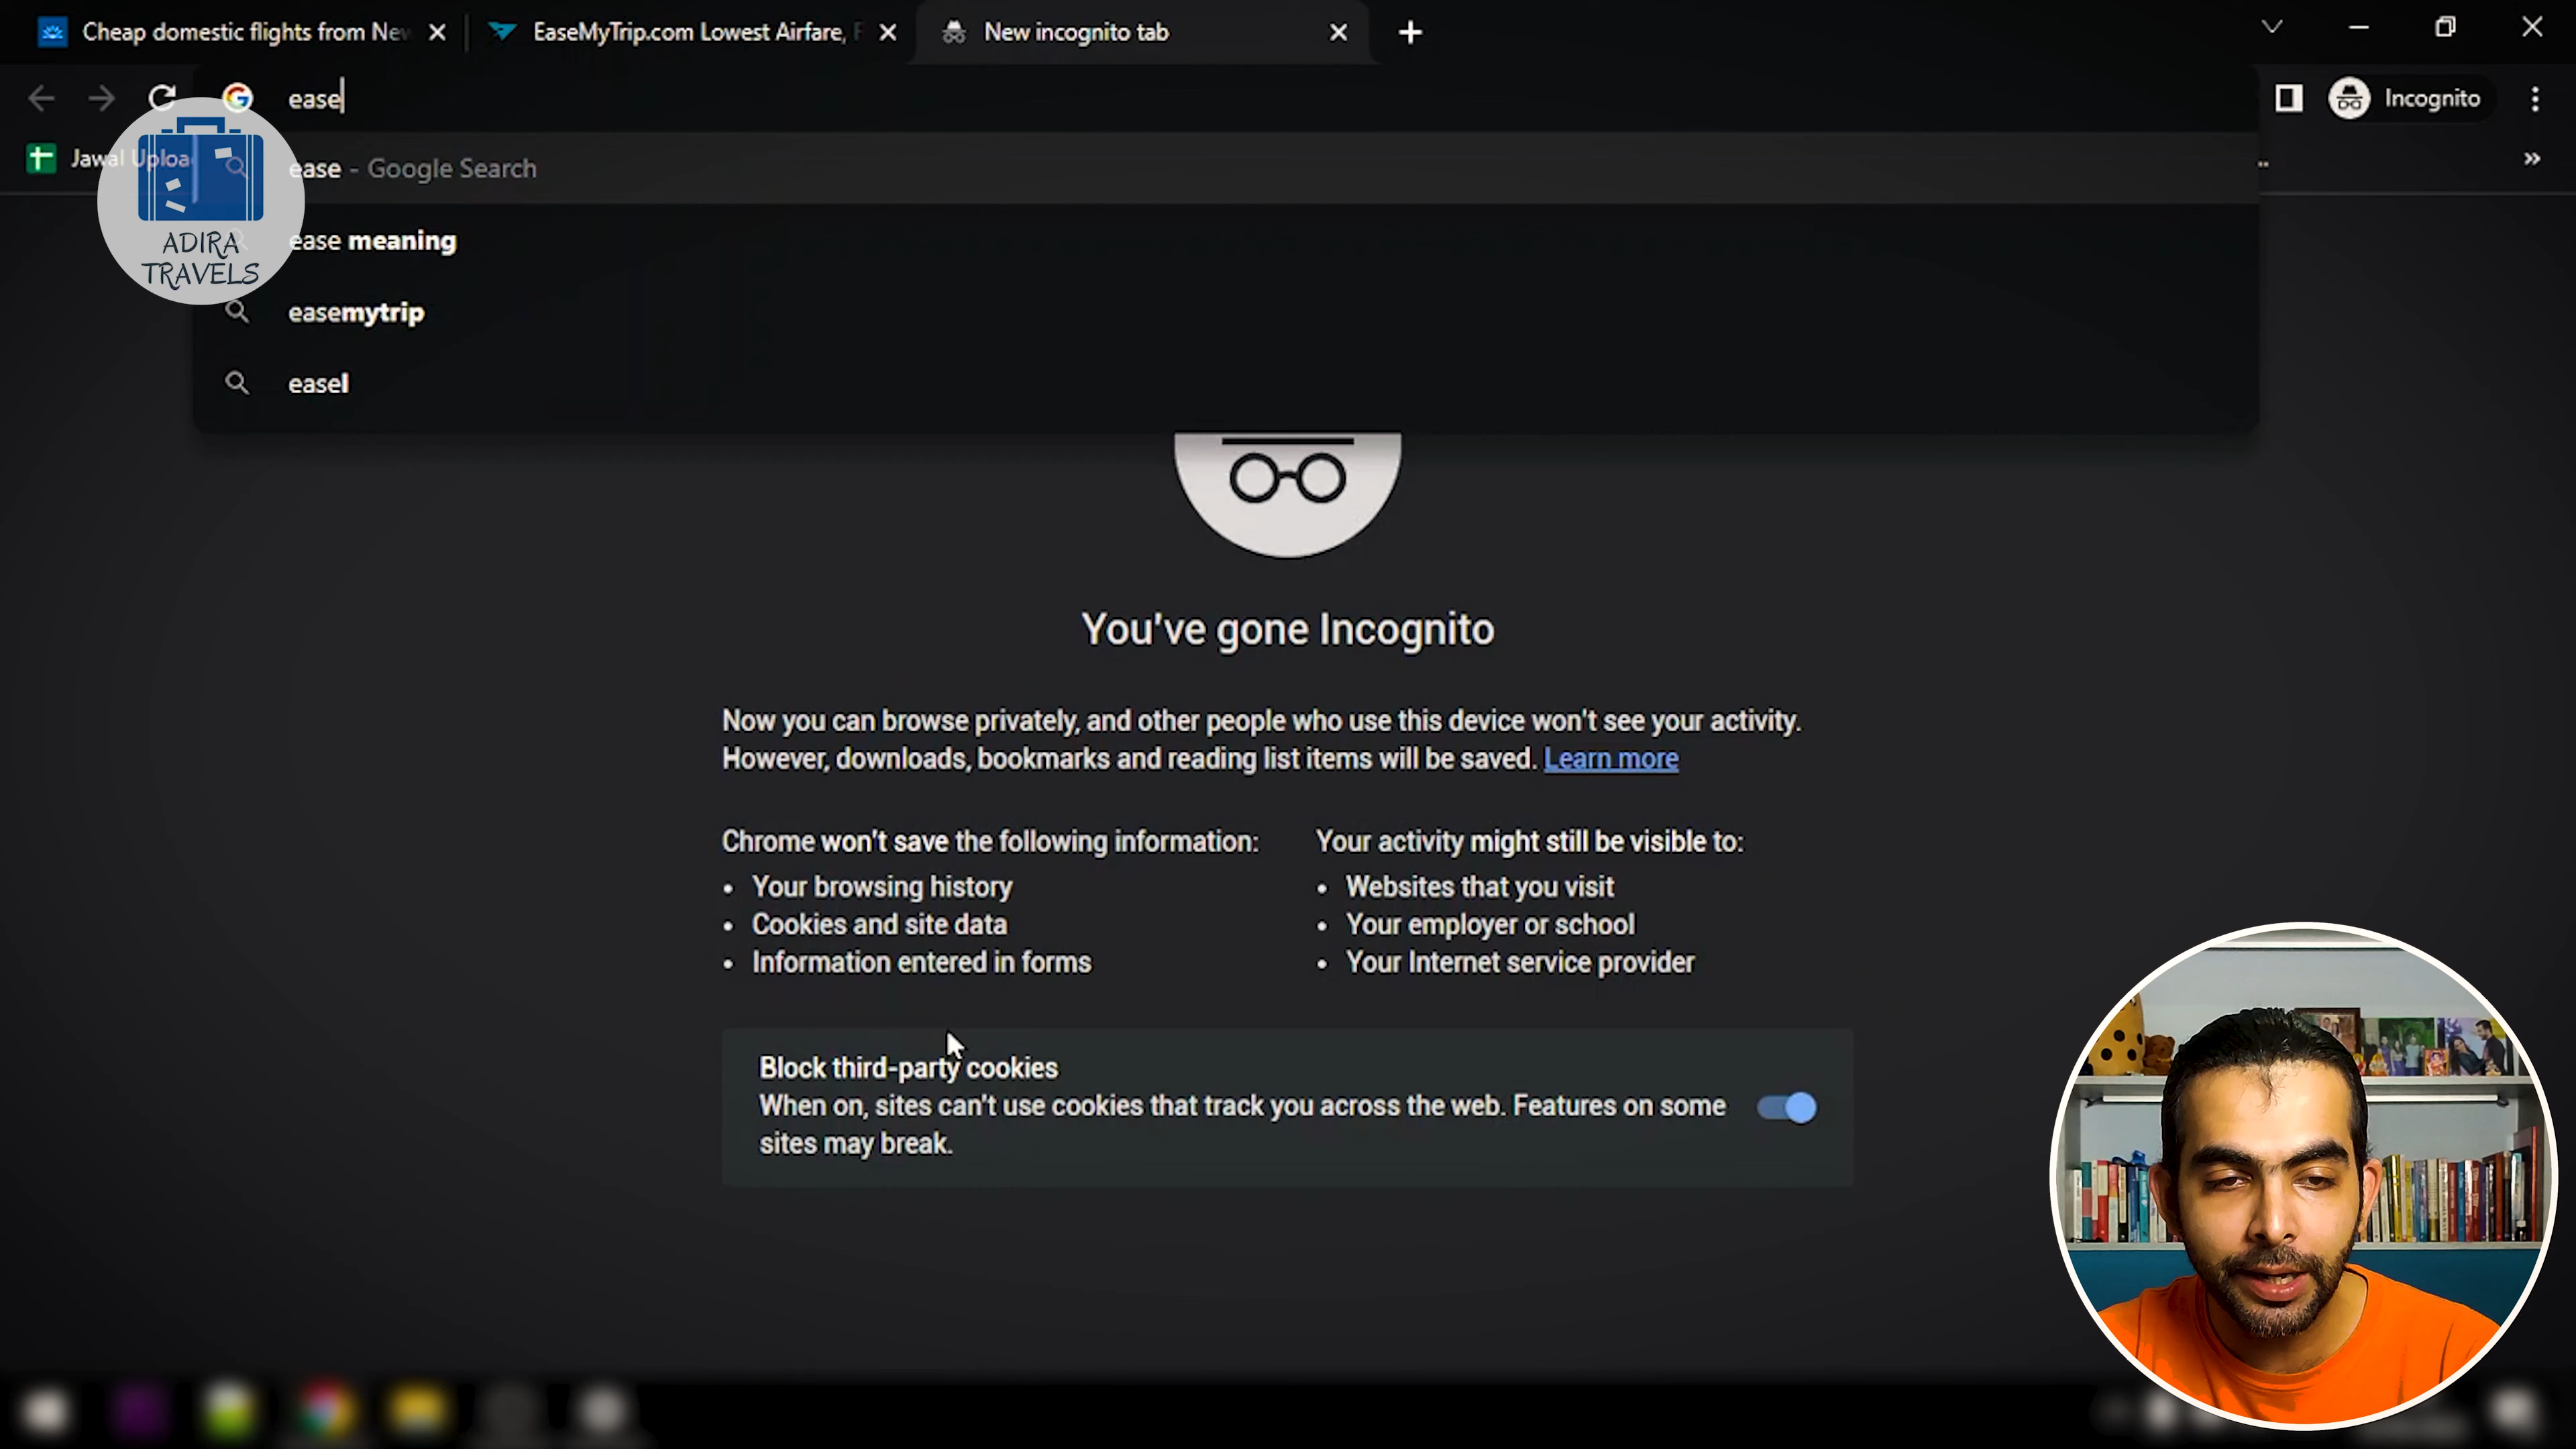 Cheap domestic flights from New
EaseMyTrip.com Lowest Airfare, F
New incognito tab
ease
Incognito
Jawal Uploa
ease - Google Search
ease meaning
easemytrip
easel
ADIRA
TRAVELS
You've gone Incognito
Now you can browse privately, and other people who use this device won't see your activity.
However, downloads, bookmarks and reading list items will be saved. Learn more
Chrome won't save the following information:
• Your browsing history
• Cookies and site data
• Information entered in forms
Your activity might still be visible to:
• Websites that you visit
• Your employer or school
• Your Internet service provider
Block third-party cookies
When on, sites can't use cookies that track you across the web. Features on some
sites may break.